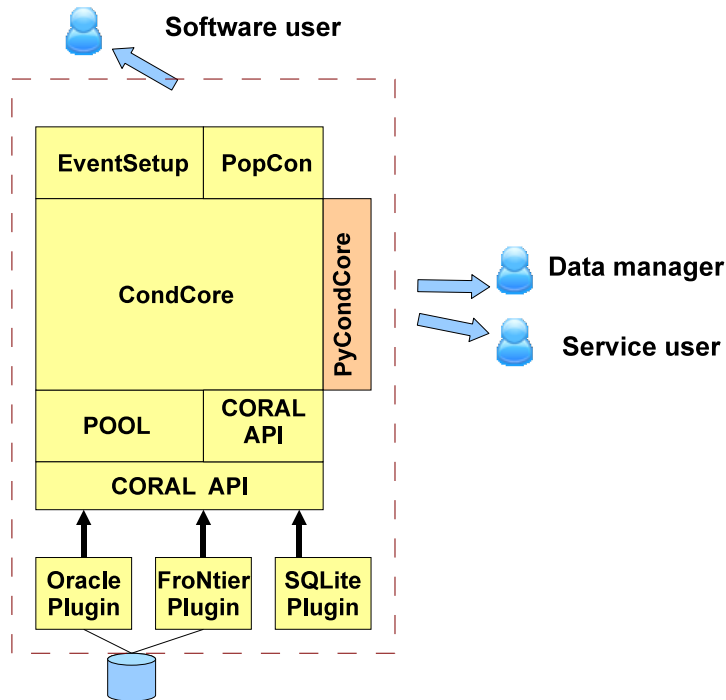 Software user
EventSetup
PopCon
CondCore
PyCondCore
Data manager
Service user
POOL
CORAL
API
CORAL API
Oracle
Plugin
FroNtier
Plugin
SQLite
Plugin